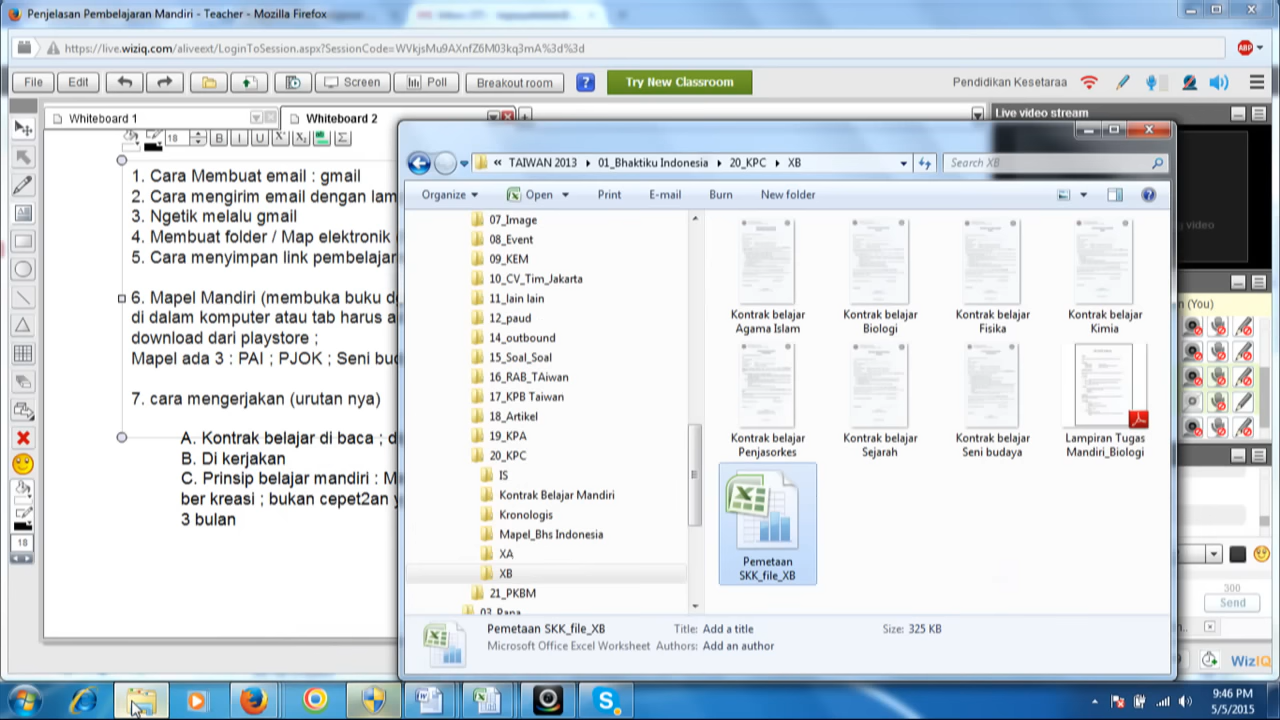 Penjelasan Pembelajaran Mandiri - Teacher - Mozilla Firefox
https://live.wiziq.com/aliveext/LoginToSession.aspx?SessionCode=WVkjsMu9AXnfZ6M03kq3mA%3d%3d
ABP
File
Edit
Screen
Poll
Breakout room
?
Try New Classroom
Pendidikan Kesetaraa
Whiteboard 1
Whiteboard 2
Live video stream
18
B
I
U
1. Cara Membuat email : gmail
2. Cara mengirim email dengan lam
3. Ngetik melalu gmail
4. Membuat folder / Map elektronik
5. Cara menyimpan link pembelajar
6. Mapel Mandiri (membuka buku d
di dalam komputer atau tab harus a
download dari playstore ;
Mapel ada 3 : PAI ; PJOK ; Seni bud
7. cara mengerjakan (urutan nya)
A. Kontrak belajar di baca ; d
B. Di kerjakan
C. Prinsip belajar mandiri : M
ber kreasi ; bukan cepet2an y
3 bulan
18
« TAIWAN 2013 01_Bhaktiku Indonesia 20_KPC XB
Search XB
Organize
Open
Print
E-mail
Burn
New folder
07_Image
08_Event
09_KEM
10_CV_Tim_Jakarta
11_lain lain
12_paud
14_outbound
15_Soal_Soal
16_RAB_TAiwan
17_KPB Taiwan
18_Artikel
19_KPA
20_KPC
IS
Kontrak Belajar Mandiri
Kronologis
Mapel_Bhs Indonesia
XA
XB
21_PKBM
Kontrak belajar
Agama Islam
Kontrak belajar
Biologi
Kontrak belajar
Fisika
Kontrak belajar
Kimia
Kontrak belajar
Penjasorkes
Kontrak belajar
Sejarah
Kontrak belajar
Seni budaya
Lampiran Tugas
Mandiri_Biologi
Pemetaan
SKK_file_XB
Pemetaan SKK_file_XB
Title: Add a title
Size: 325 KB
Microsoft Office Excel Worksheet
Authors: Add an author
video
(You)
300
Send
WizIQ
9:46 PM
5/5/2015